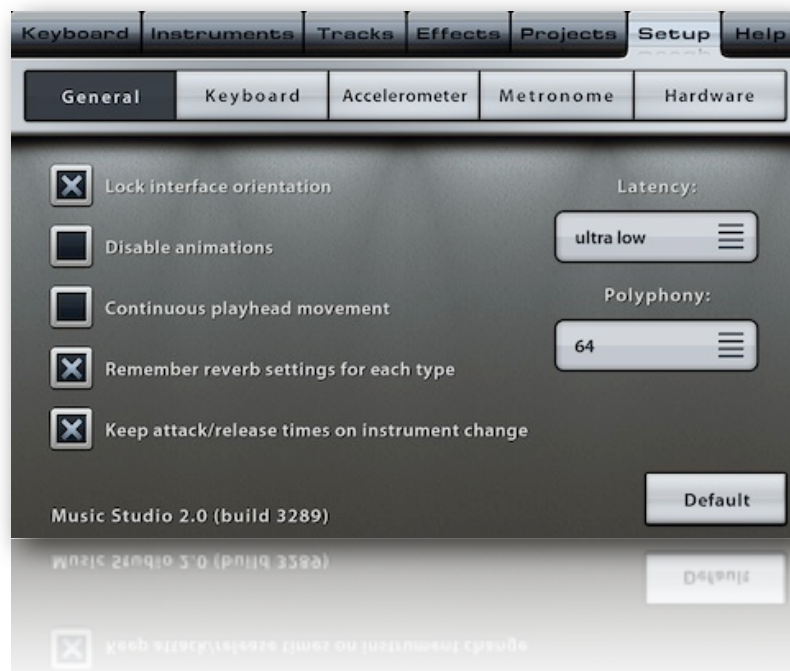 Keyboard Instruments Tracks Effects Projects Setup Help
General Keyboard Accelerometer Metronome Hardware
Lock interface orientation
Latency:
Disable animations
ultra low
Continuous playhead movement
Polyphony:
64
Remember reverb settings for each type
Keep attack/release times on instrument change
Default
Music Studio 2.0 (build 3289)